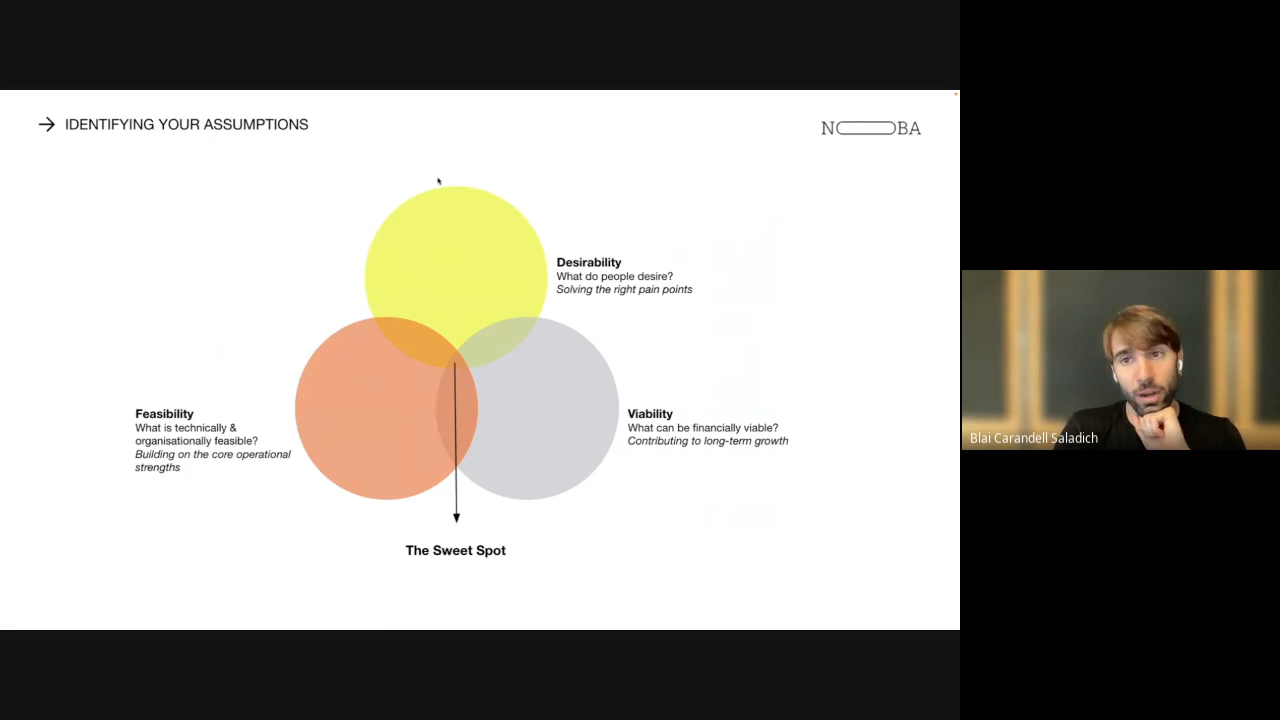 → IDENTIFYING YOUR ASSUMPTIONS
NOOBA
Desirability
What do people desire?
Solving the right pain points
Feasibility
What is technically &
organisationally feasible?
Building on the core operational
strengths
Viability
What can be financially viable?
Contributing to long-term growth
The Sweet Spot
Blai Carandell Saladich